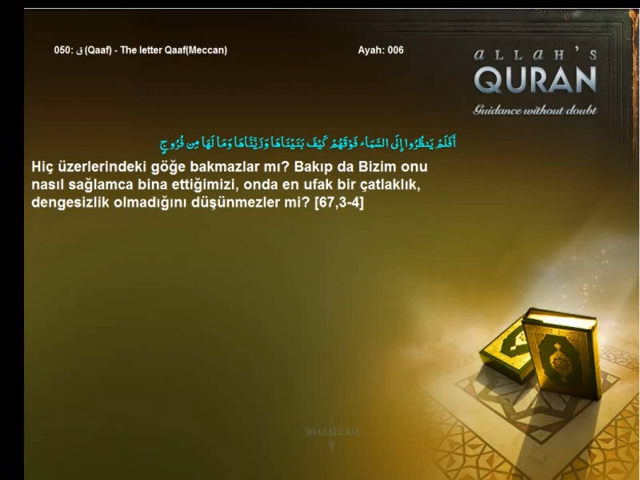 050: ق (Qaaf) - The letter Qaaf(Meccan) Ayah: 006
ALLAH'S
QURAN
Guidance without doubt
أَفَلَمْ يَنظُرُوا إِلَى السَّمَاء فَوْقَهُمْ كَيْفَ بَنَيْنَاهَا وَزَيَّنَّاهَا وَمَا لَهَا مِن فُرُوجٍ
Hiç üzerlerindeki göğe bakmazlar mı? Bakıp da Bizim onu
nasıl sağlamca bina ettiğimizi, onda en ufak bir çatlaklık,
dengesizlik olmadığını düşünmezler mi? [67,3-4]
SHAREISLAM